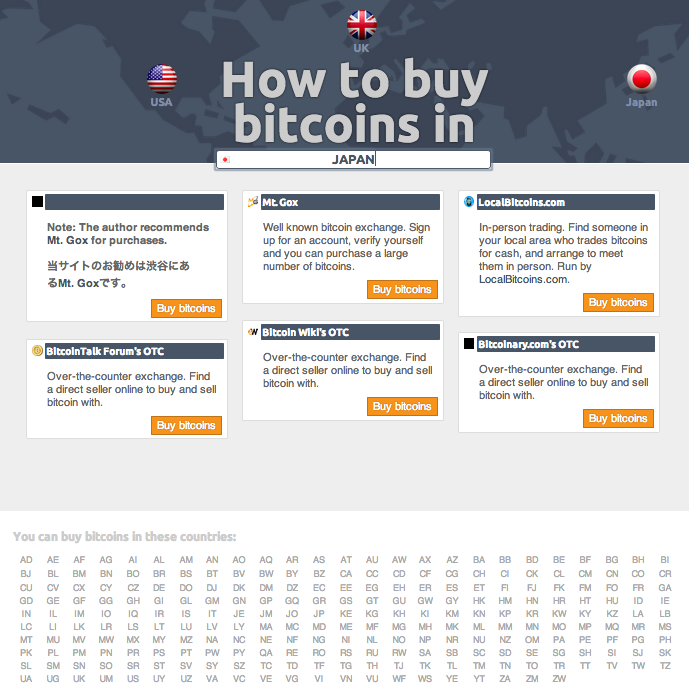 UK
USA
Japan
How to buy
bitcoins in
JAPAN
Note: The author recommends
Mt. Gox for purchases.
当サイトのお勧めは渋谷にあ
るMt. Goxです。
Buy bitcoins
Mt. Gox
Well known bitcoin exchange. Sign
up for an account, verify yourself
and you can purchase a large
number of bitcoins.
Buy bitcoins
LocalBitcoins.com
In-person trading. Find someone in
your local area who trades bitcoins
for cash, and arrange to meet
them in person. Run by
LocalBitcoins.com.
Buy bitcoins
BitcoinTalk Forum's OTC
Over-the-counter exchange. Find
a direct seller online to buy and sell
bitcoin with.
Buy bitcoins
Bitcoin Wiki's OTC
Over-the-counter exchange. Find
a direct seller online to buy and sell
bitcoin with.
Buy bitcoins
Bitcoinary.com's OTC
Over-the-counter exchange. Find
a direct seller online to buy and sell
bitcoin with.
Buy bitcoins
You can buy bitcoins in these countries:
AD AE AF AG AI AL AM AN AO AQ AR AS AT AU AW AX AZ BA BB BD BE BF BG BH BI
BJ BL BM BN BO BR BS BT BV BW BY BZ CA CC CD CF CG CH CI CK CL CM CN CO CR
CU CV CX CY CZ DE DO DJ DK DM DZ EC EE EG EH ER ES ET FI FJ FK FM FO FR GA
GD GE GF GG GH GI GL GM GN GP GQ GR GS GT GU GW GY HK HM HN HR HT HU ID IE
IN IL IM IO IQ IR IS IT JE JM JO JP KE KG KH KI KM KN KP KR KW KY KZ LA LB
LC LI LK LR LS LT LU LV LY MA MC MD ME MF MG MH MK ML MM MN MO MP MQ MR MS
MT MU MV MW MX MY MZ NA NC NE NF NG NI NL NO NP NR NU NZ OM PA PE PF PG PH
PK PL PM PN PR PS PT PW PY QA RE RO RS RU RW SA SB SC SD SE SG SH SI SJ SK
SL SM SN SO SR ST SV SY SZ TC TD TF TG TH TJ TK TL TM TN TO TR TT TV TW TZ
UA UG UK UM US UY UZ VA VC VE VG VI VN VU WF WS YE YT ZA ZM ZW